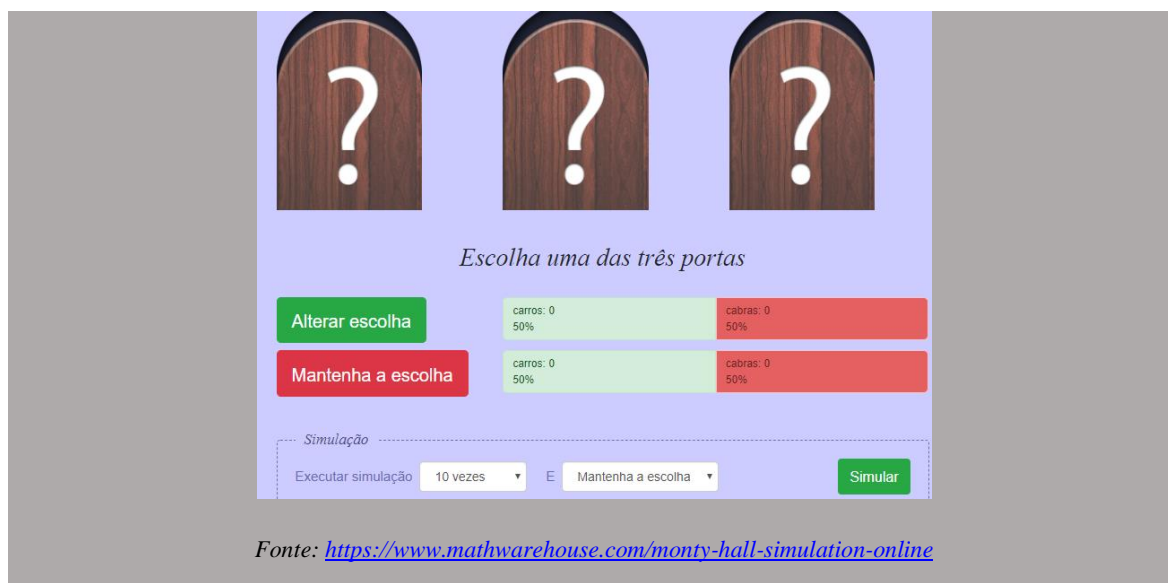 ? ? ?
Escolha uma das três portas
Alterar escolha
carros: 0 cabras: 0
50% 50%
Mantenha a escolha
carros: 0 cabras: 0
50% 50%
Simulação
Executar simulação 10 vezes E Mantenha a escolha Simular
Fonte: https://www.mathwarehouse.com/monty-hall-simulation-online